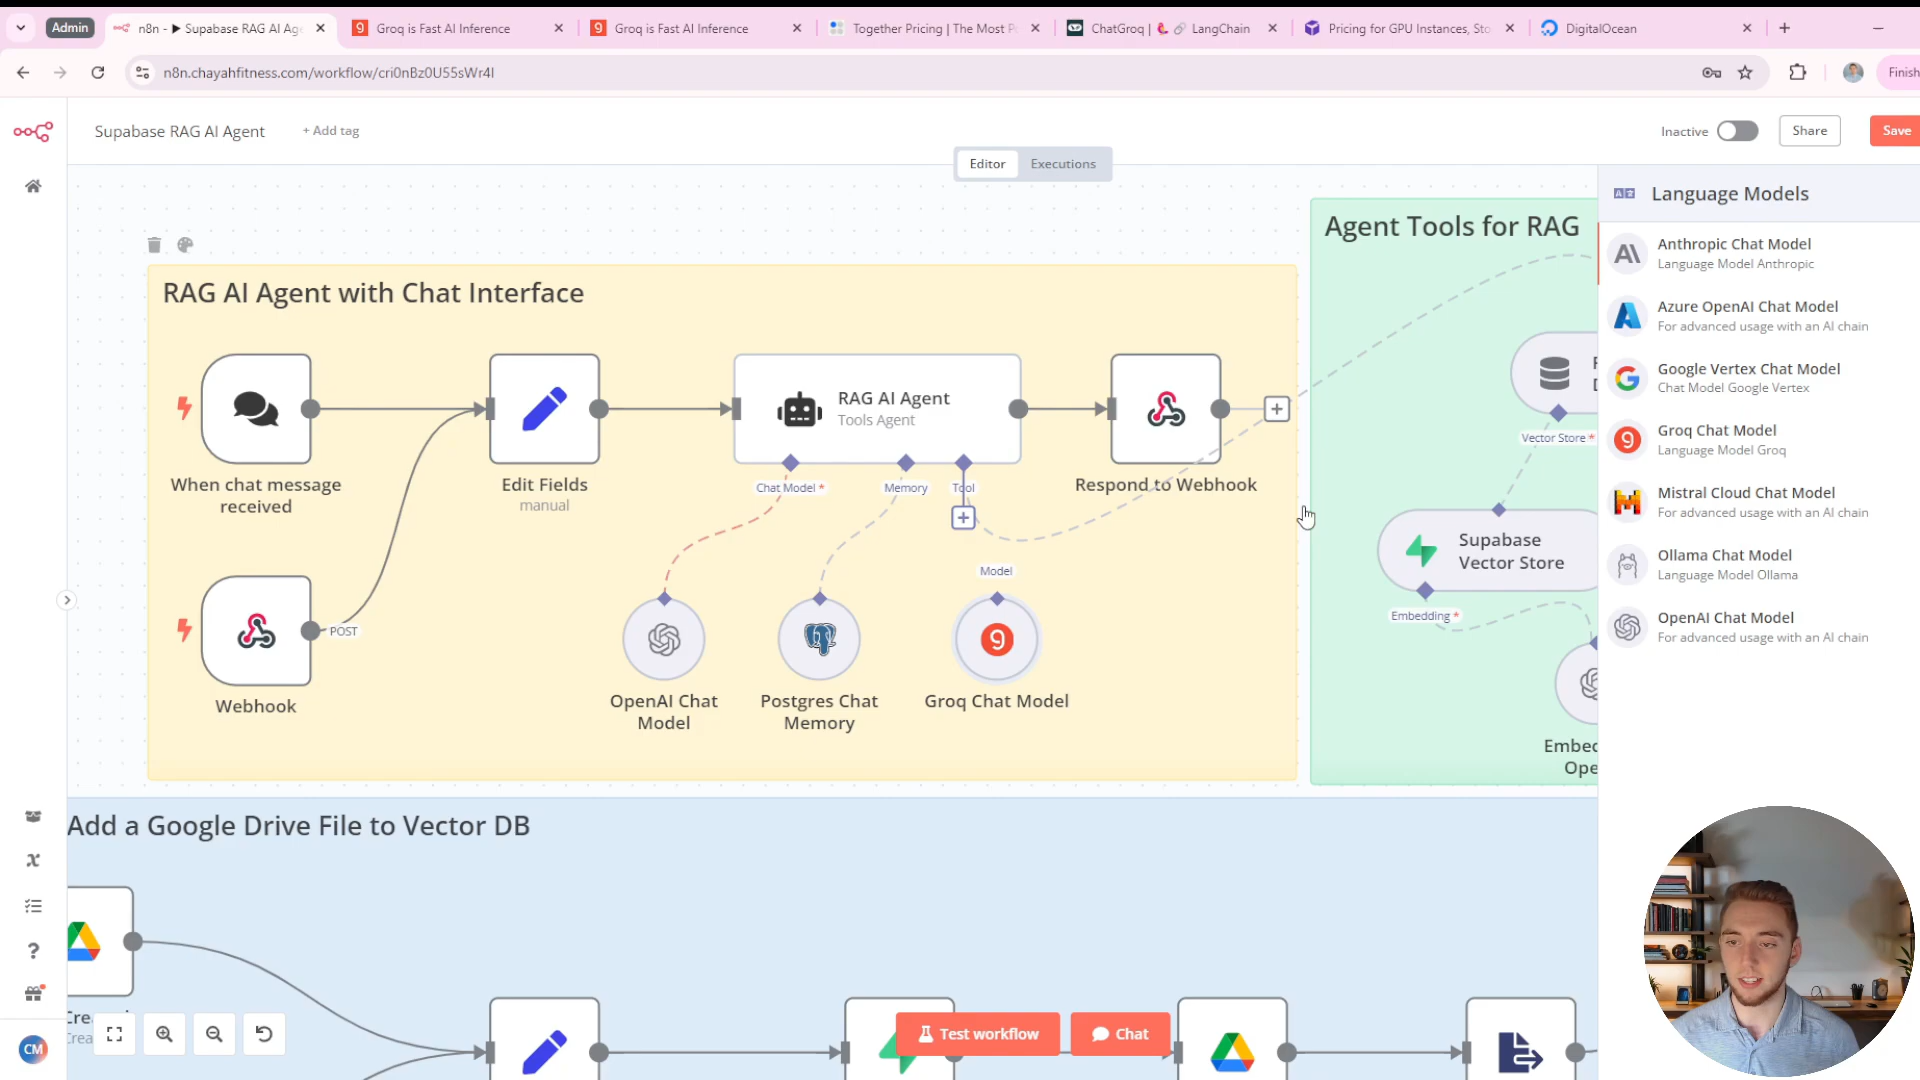 Admin
n8n - ▶ Supabase RAG AI Age
Groq is Fast AI Inference
Groq is Fast AI Inference
Together Pricing | The Most P
ChatGroq | 🦜🔗 LangChain
Pricing for GPU Instances, Sto
DigitalOcean
n8n.chayahfitness.com/workflow/cri0nBz0U55sWr4I
Finish
Supabase RAG AI Agent
+ Add tag
Inactive
Share
Save
Editor
Executions
Language Models
Anthropic Chat Model
Language Model Anthropic
Azure OpenAI Chat Model
For advanced usage with an AI chain
Google Vertex Chat Model
Chat Model Google Vertex
Groq Chat Model
Language Model Groq
Mistral Cloud Chat Model
For advanced usage with an AI chain
Ollama Chat Model
Language Model Ollama
OpenAI Chat Model
For advanced usage with an AI chain
RAG AI Agent with Chat Interface
When chat message
received
Edit Fields
manual
RAG AI Agent
Tools Agent
Chat Model *
Memory
Tool
Respond to Webhook
POST
Webhook
OpenAI Chat
Model
Postgres Chat
Memory
Model
Groq Chat Model
Agent Tools for RAG
Vector Store *
Supabase
Vector Store
Embedding *
Embed
Ope
Add a Google Drive File to Vector DB
Crea
Test workflow
Chat
CM